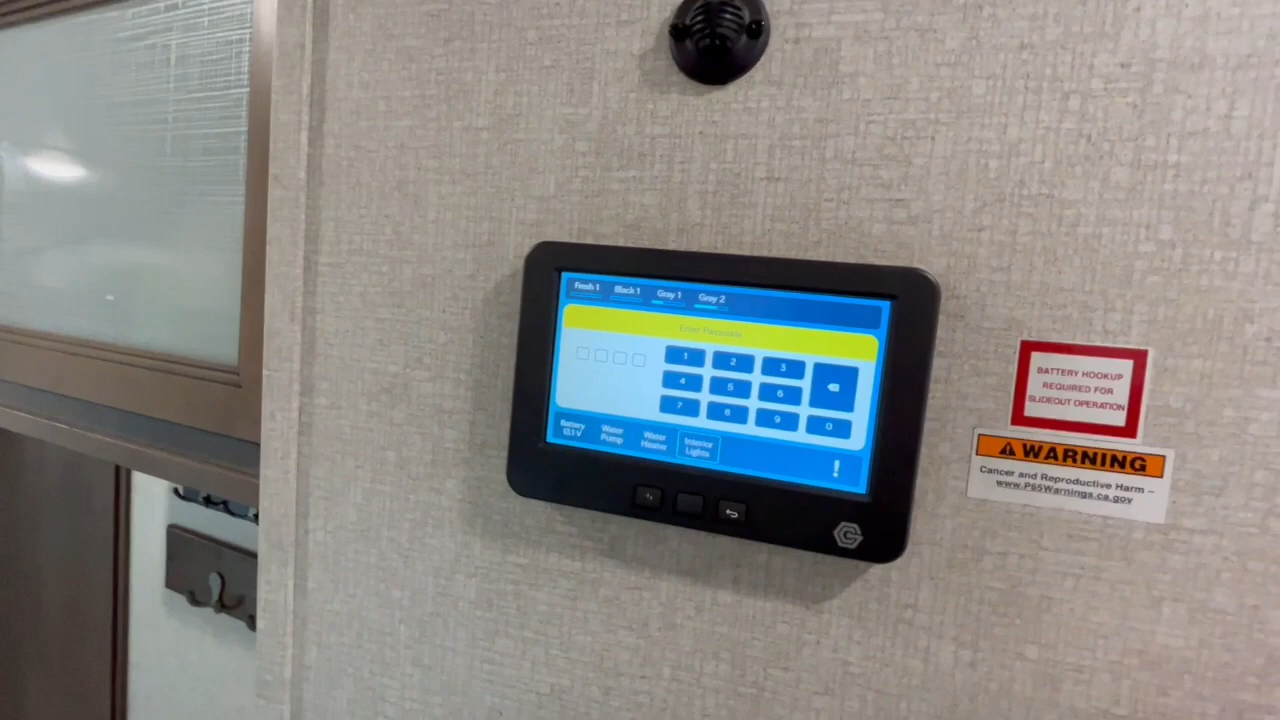 Fresh 1 Black 1 Gray 1 Gray 2
Enter Passcode
1 2 3
4 5 6
7 8 9 0
Battery
13.1 V
Water
Pump
Water
Heater
Interior
Lights
!
BATTERY HOOKUP
REQUIRED FOR
SLIDEOUT OPERATION
WARNING
Cancer and Reproductive Harm –
www.P65Warnings.ca.gov